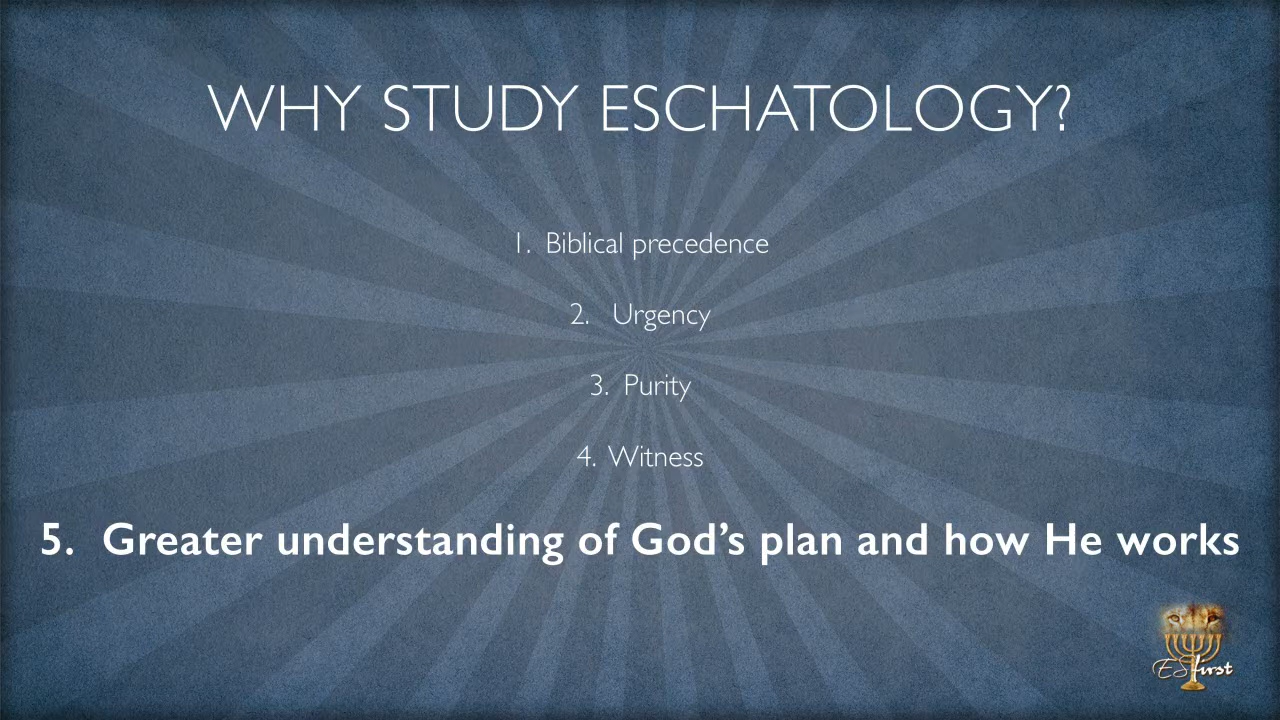 WHY STUDY ESCHATOLOGY?
1. Biblical precedence
2. Urgency
3. Purity
4. Witness
5. Greater understanding of God’s plan and how He works
ESfirst